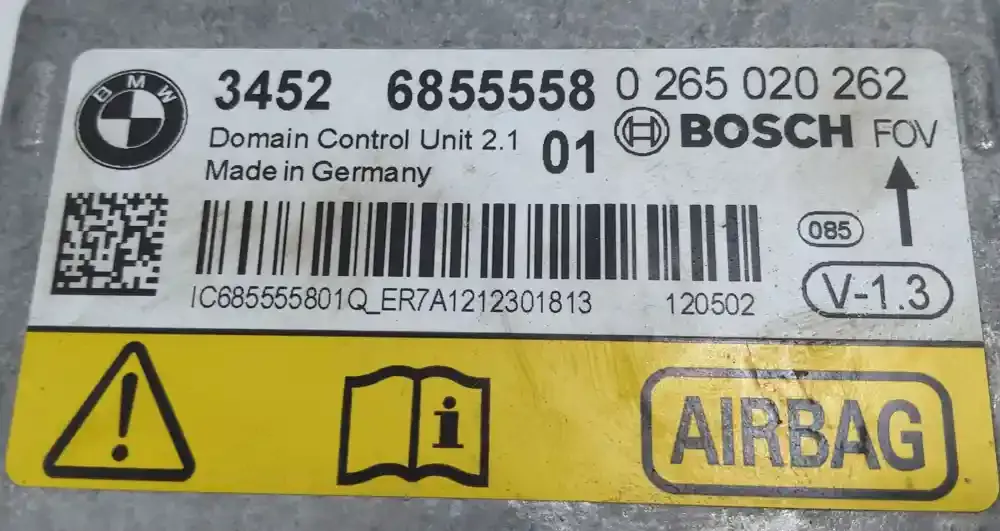 BMW 3452 6855558 0 265 020 262
Domain Control Unit 2.1 01 BOSCH FOV
Made in Germany
085
IC685555801Q_ER7A1212301813 120502 V-1.3
i AIRBAG